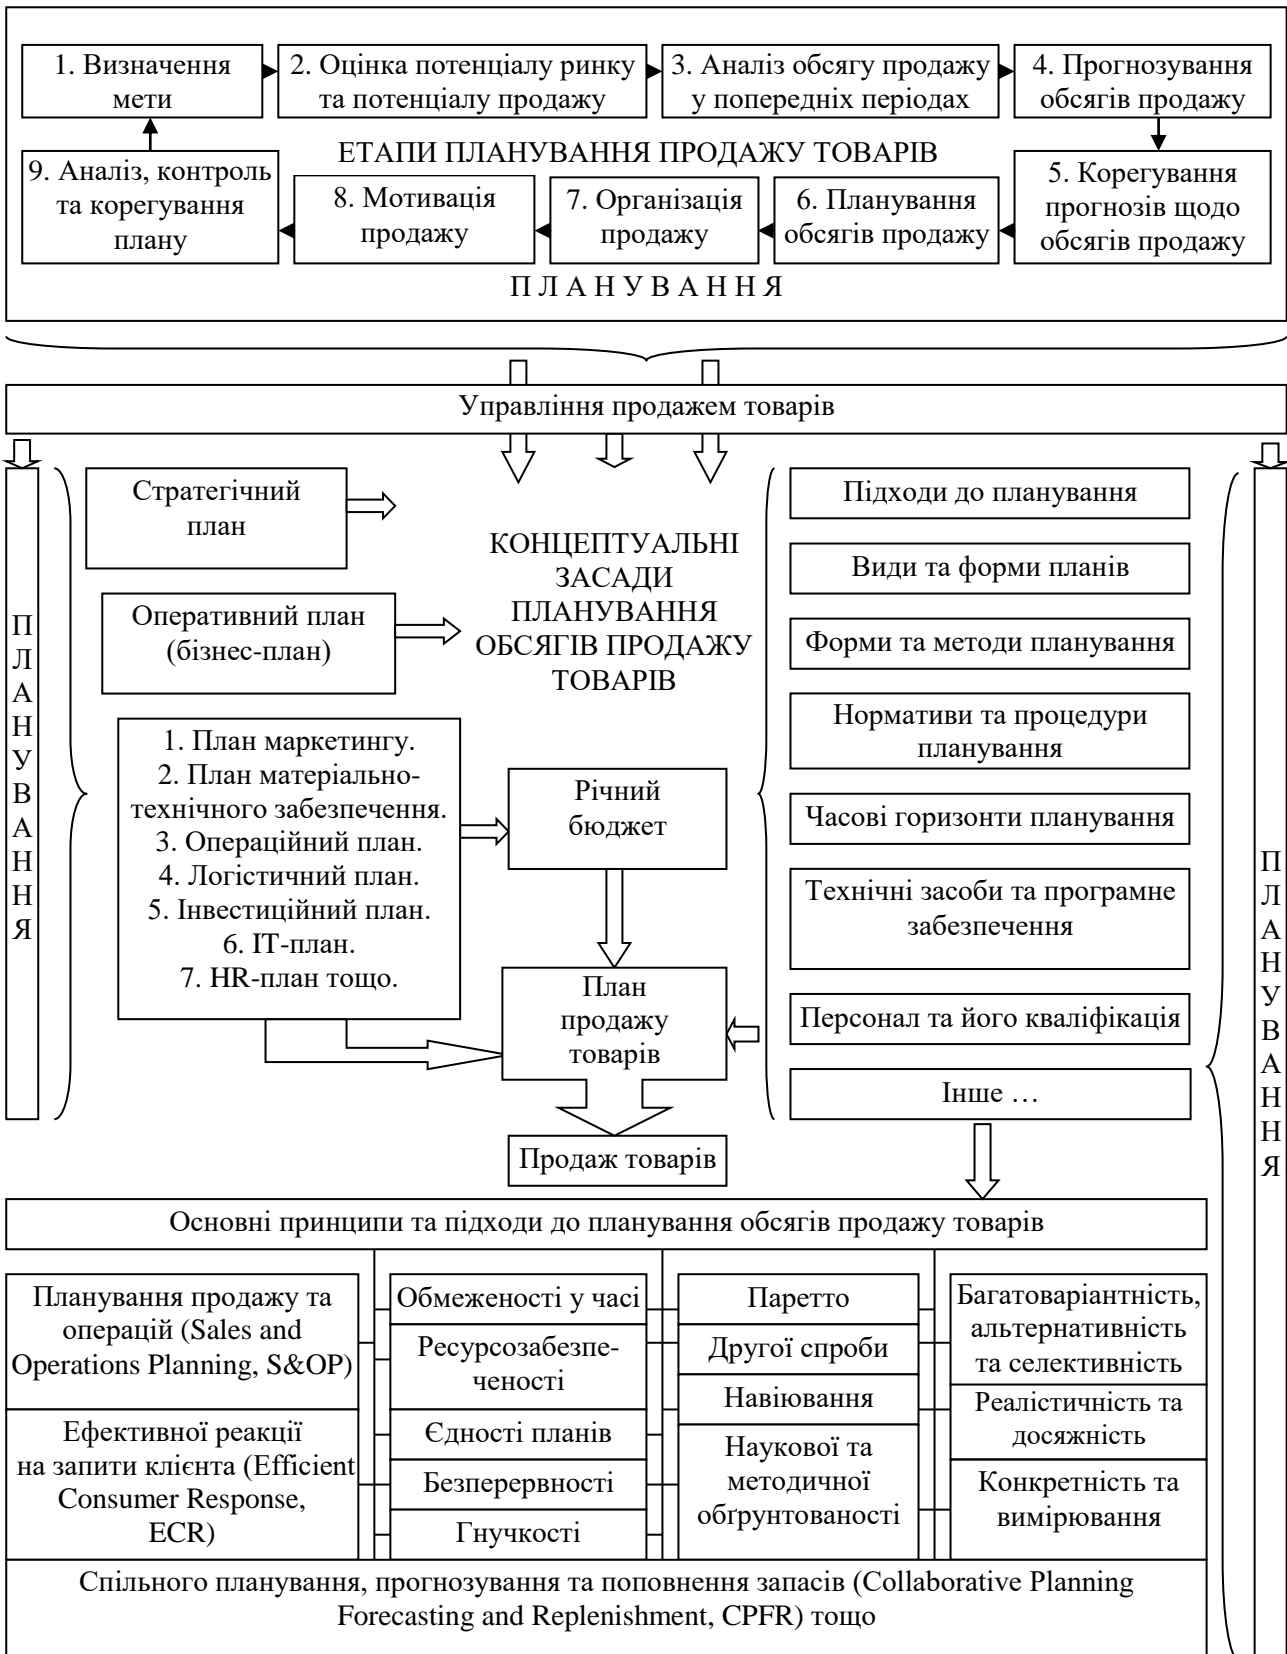 1. Визначення
мети
2. Оцінка потенціалу ринку
та потенціалу продажу
3. Аналіз обсягу продажу
у попередніх періодах
4. Прогнозування
обсягів продажу
ЕТАПИ ПЛАНУВАННЯ ПРОДАЖУ ТОВАРІВ
9. Аналіз, контроль
та корегування
плану
8. Мотивація
продажу
7. Організація
продажу
6. Планування
обсягів продажу
5. Корегування
прогнозів щодо
обсягів продажу
П Л А Н У В А Н Н Я
Управління продажем товарів
П
Л
А
Н
У
В
А
Н
Н
Я
Стратегічний
план
Оперативний план
(бізнес-план)
1. План маркетингу.
2. План матеріально-
технічного забезпечення.
3. Операційний план.
4. Логістичний план.
5. Інвестиційний план.
6. ІТ-план.
7. HR-план тощо.
КОНЦЕПТУАЛЬНІ
ЗАСАДИ
ПЛАНУВАННЯ
ОБСЯГІВ ПРОДАЖУ
ТОВАРІВ
Річний
бюджет
План
продажу
товарів
Продаж товарів
Підходи до планування
Види та форми планів
Форми та методи планування
Нормативи та процедури
планування
Часові горизонти планування
Технічні засоби та програмне
забезпечення
Персонал та його кваліфікація
Інше …
П
Л
А
Н
У
В
А
Н
Н
Я
Основні принципи та підходи до планування обсягів продажу товарів
Планування продажу та
операцій (Sales and
Operations Planning, S&OP)
Ефективної реакції
на запити клієнта (Efficient
Consumer Response,
ECR)
Обмеженості у часі
Ресурсозабезпе-
ченості
Єдності планів
Безперервності
Гнучкості
Паретто
Другої спроби
Навіювання
Наукової та
методичної
обґрунтованості
Багатоваріантність,
альтернативність
та селективність
Реалістичність та
досяжність
Конкретність та
вимірювання
Спільного планування, прогнозування та поповнення запасів (Collaborative Planning
Forecasting and Replenishment, CPFR) тощо